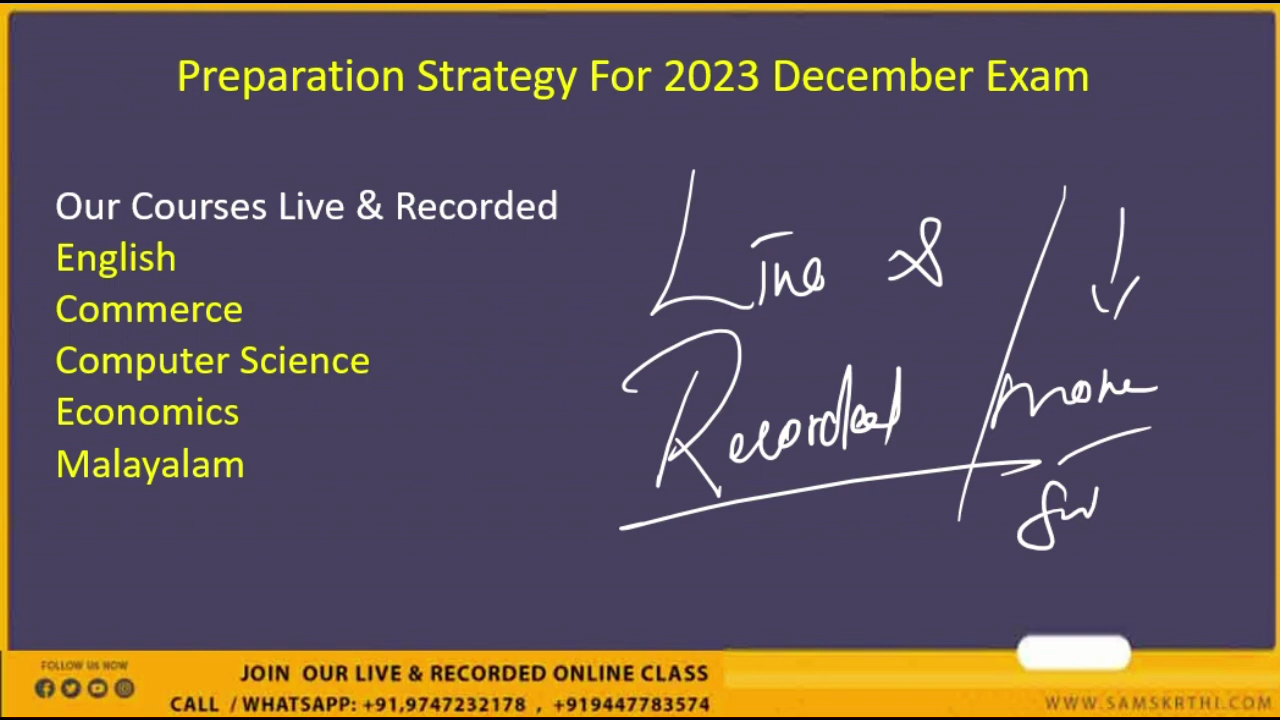 Preparation Strategy For 2023 December Exam
Our Courses Live & Recorded
English
Commerce
Computer Science
Economics
Malayalam
Live &
Recorded
more
FOLLOW US NOW
JOIN OUR LIVE & RECORDED ONLINE CLASS
CALL / WHATSAPP: +91,9747232178 , +919447783574
WWW.SAMSKRTHI.COM